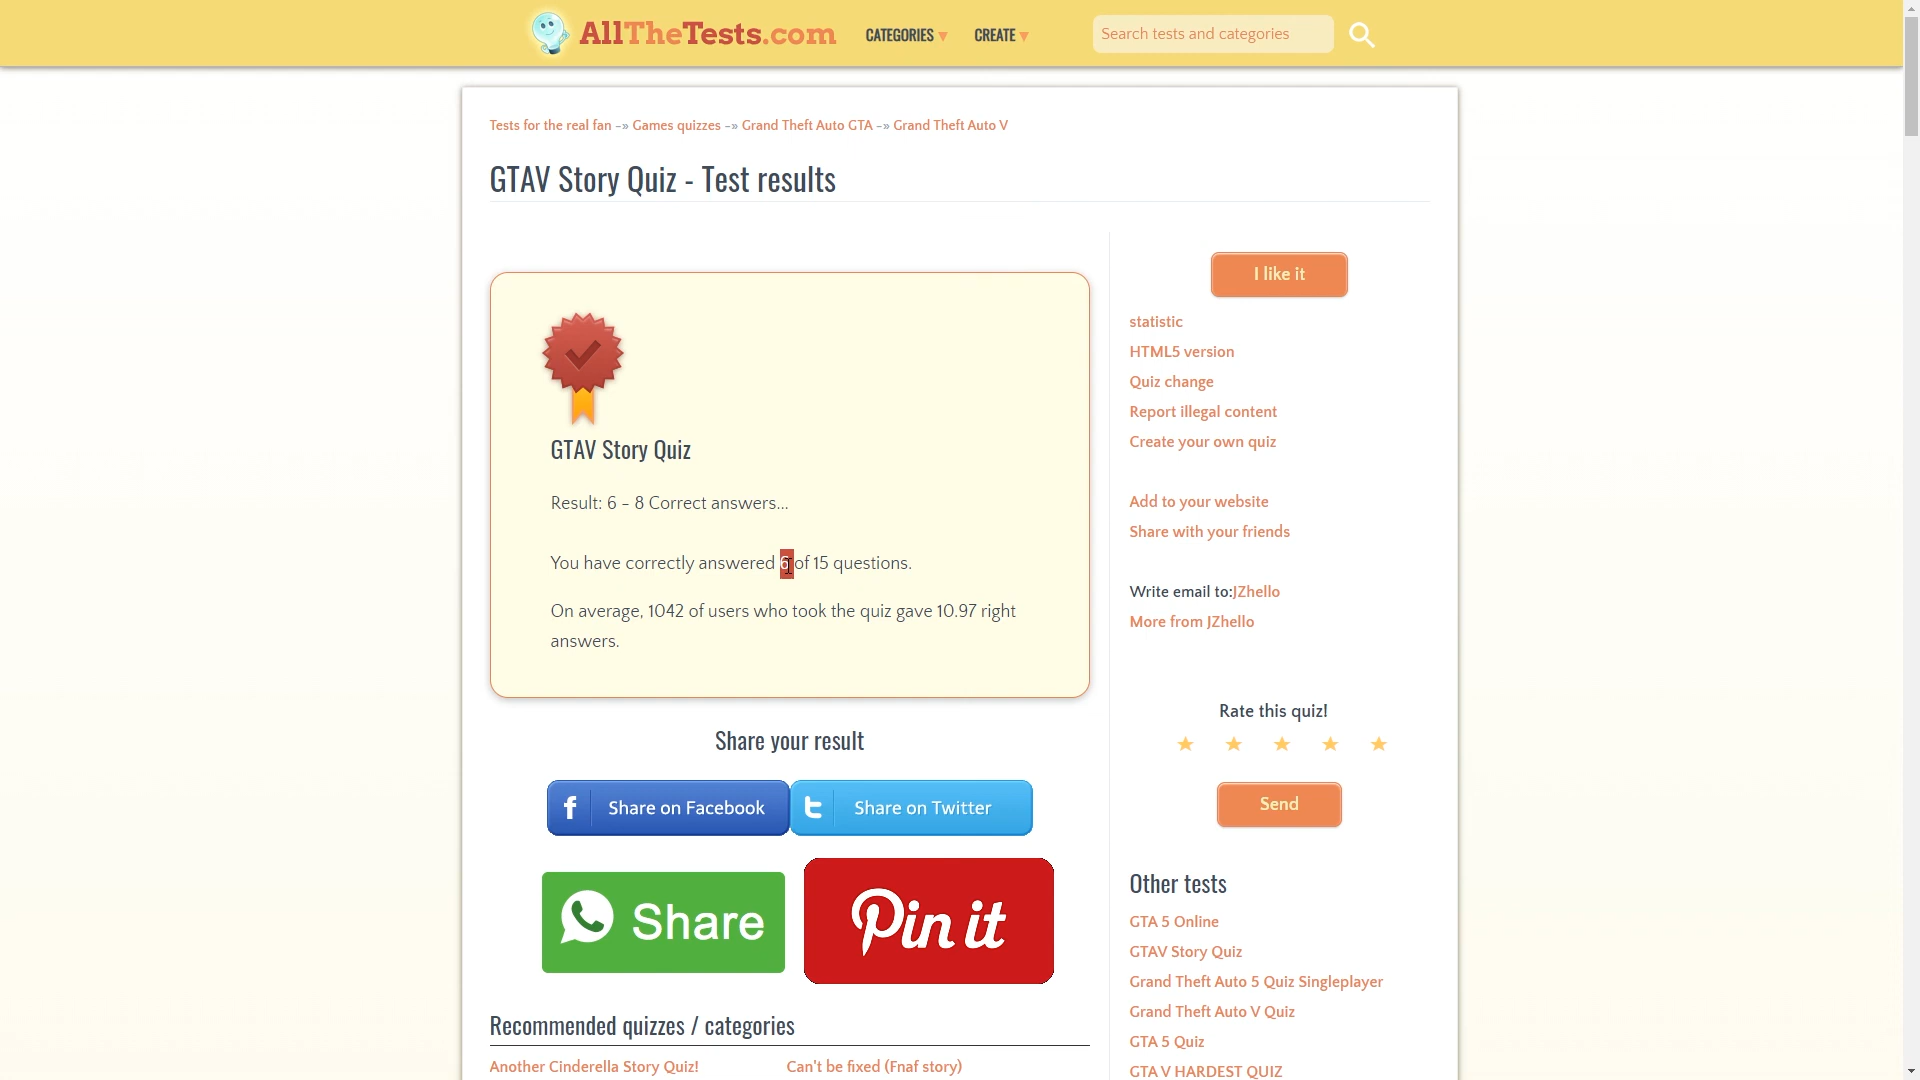 AllTheTests.com
CATEGORIES ▼
CREATE ▼
Search tests and categories
Tests for the real fan -» Games quizzes -» Grand Theft Auto GTA -» Grand Theft Auto V
GTAV Story Quiz - Test results
GTAV Story Quiz
Result: 6 - 8 Correct answers...
You have correctly answered 6 of 15 questions.
On average, 1042 of users who took the quiz gave 10.97 right
answers.
Share your result
Share on Facebook
Share on Twitter
Share
Pin it
Recommended quizzes / categories
Another Cinderella Story Quiz!
Can't be fixed (Fnaf story)
I like it
statistic
HTML5 version
Quiz change
Report illegal content
Create your own quiz
Add to your website
Share with your friends
Write email to:JZhello
More from JZhello
Rate this quiz!
Send
Other tests
GTA 5 Online
GTAV Story Quiz
Grand Theft Auto 5 Quiz Singleplayer
Grand Theft Auto V Quiz
GTA 5 Quiz
GTA V HARDEST QUIZ